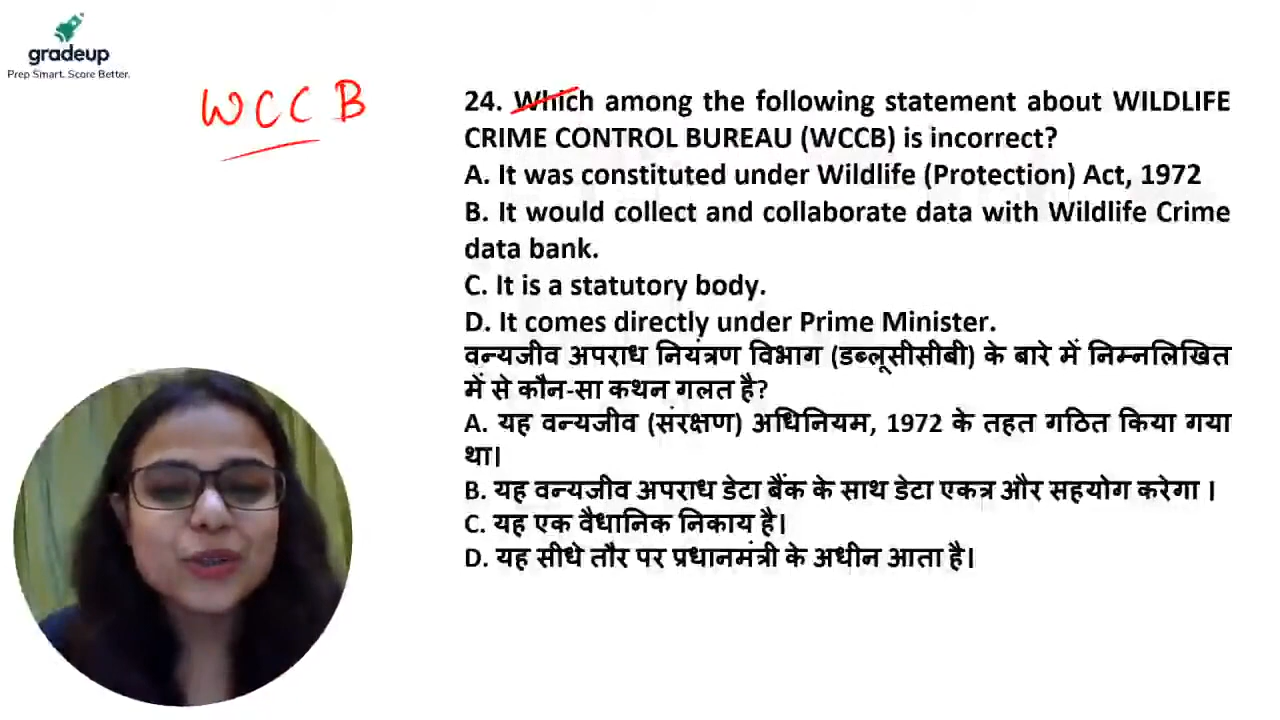 gradeup
Prep Smart. Score Better.
WCCB
24. Which among the following statement about WILDLIFE
CRIME CONTROL BUREAU (WCCB) is incorrect?
A. It was constituted under Wildlife (Protection) Act, 1972
B. It would collect and collaborate data with Wildlife Crime
data bank.
C. It is a statutory body.
D. It comes directly under Prime Minister.
वन्यजीव अपराध नियंत्रण विभाग (डब्लूसीसीबी) के बारे में निम्नलिखित
में से कौन-सा कथन गलत है?
A. यह वन्यजीव (संरक्षण) अधिनियम, 1972 के तहत गठित किया गया
था।
B. यह वन्यजीव अपराध डेटा बैंक के साथ डेटा एकत्र और सहयोग करेगा ।
C. यह एक वैधानिक निकाय है।
D. यह सीधे तौर पर प्रधानमंत्री के अधीन आता है।